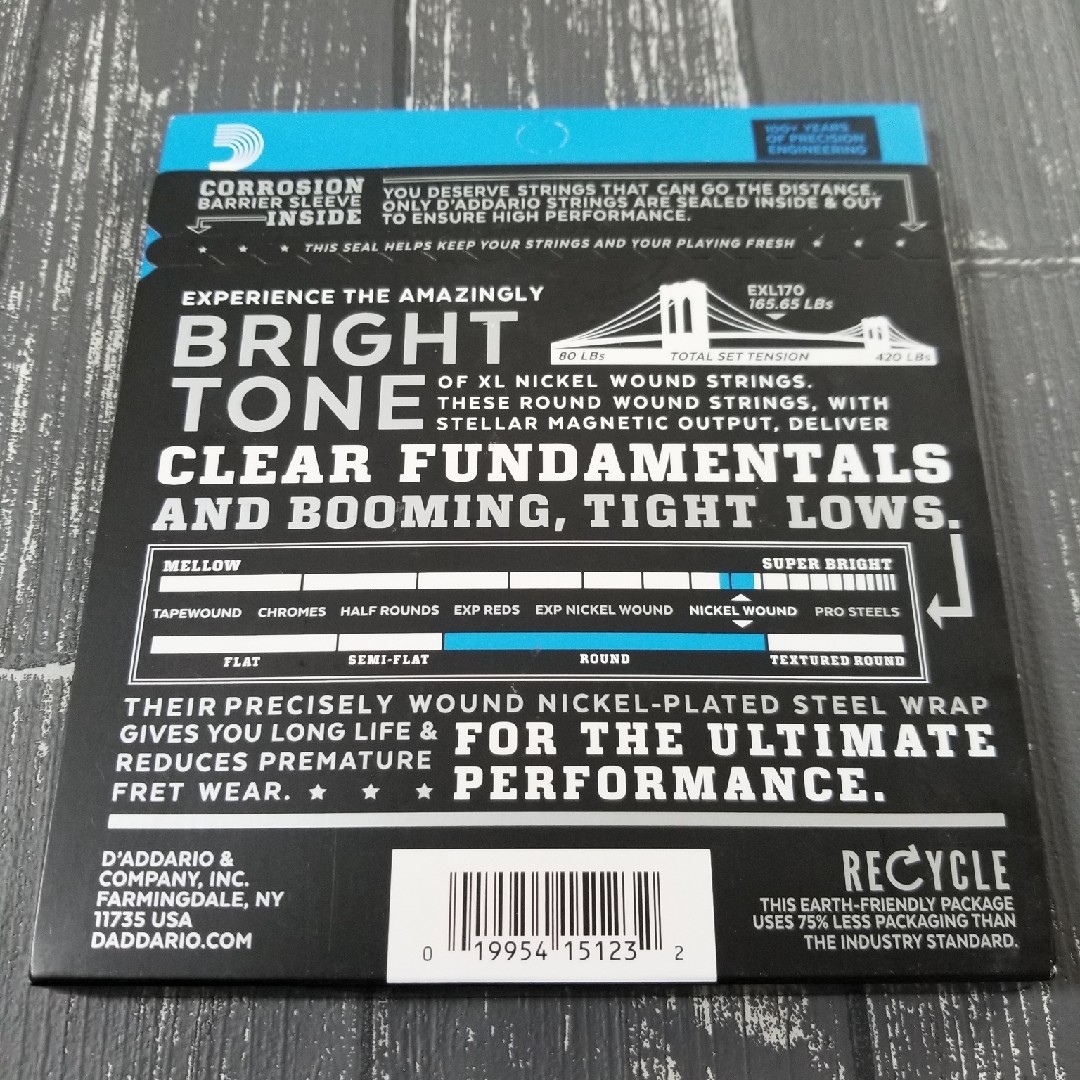 100+ YEARS
OF PRECISION
ENGINEERING
CORROSION
BARRIER SLEEVE
INSIDE
YOU DESERVE STRINGS THAT CAN GO THE DISTANCE.
ONLY D'ADDARIO STRINGS ARE SEALED INSIDE & OUT
TO ENSURE HIGH PERFORMANCE.
THIS SEAL HELPS KEEP YOUR STRINGS AND YOUR PLAYING FRESH
EXPERIENCE THE AMAZINGLY
BRIGHT
TONE
EXL170
165.65 LBs
80 LBs
TOTAL SET TENSION
420 LBs
OF XL NICKEL WOUND STRINGS.
THESE ROUND WOUND STRINGS, WITH
STELLAR MAGNETIC OUTPUT, DELIVER
CLEAR FUNDAMENTALS
AND BOOMING, TIGHT LOWS.
MELLOW
SUPER BRIGHT
TAPEWOUND CHROMES HALF ROUNDS EXP REDS EXP NICKEL WOUND NICKEL WOUND PRO STEELS
FLAT SEMI-FLAT ROUND TEXTURED ROUND
THEIR PRECISELY WOUND NICKEL-PLATED STEEL WRAP
GIVES YOU LONG LIFE &
REDUCES PREMATURE
FRET WEAR.
FOR THE ULTIMATE
PERFORMANCE.
D'ADDARIO &
COMPANY, INC.
FARMINGDALE, NY
11735 USA
DADDARIO.COM
0 19954 15123 2
RECYCLE
THIS EARTH-FRIENDLY PACKAGE
USES 75% LESS PACKAGING THAN
THE INDUSTRY STANDARD.